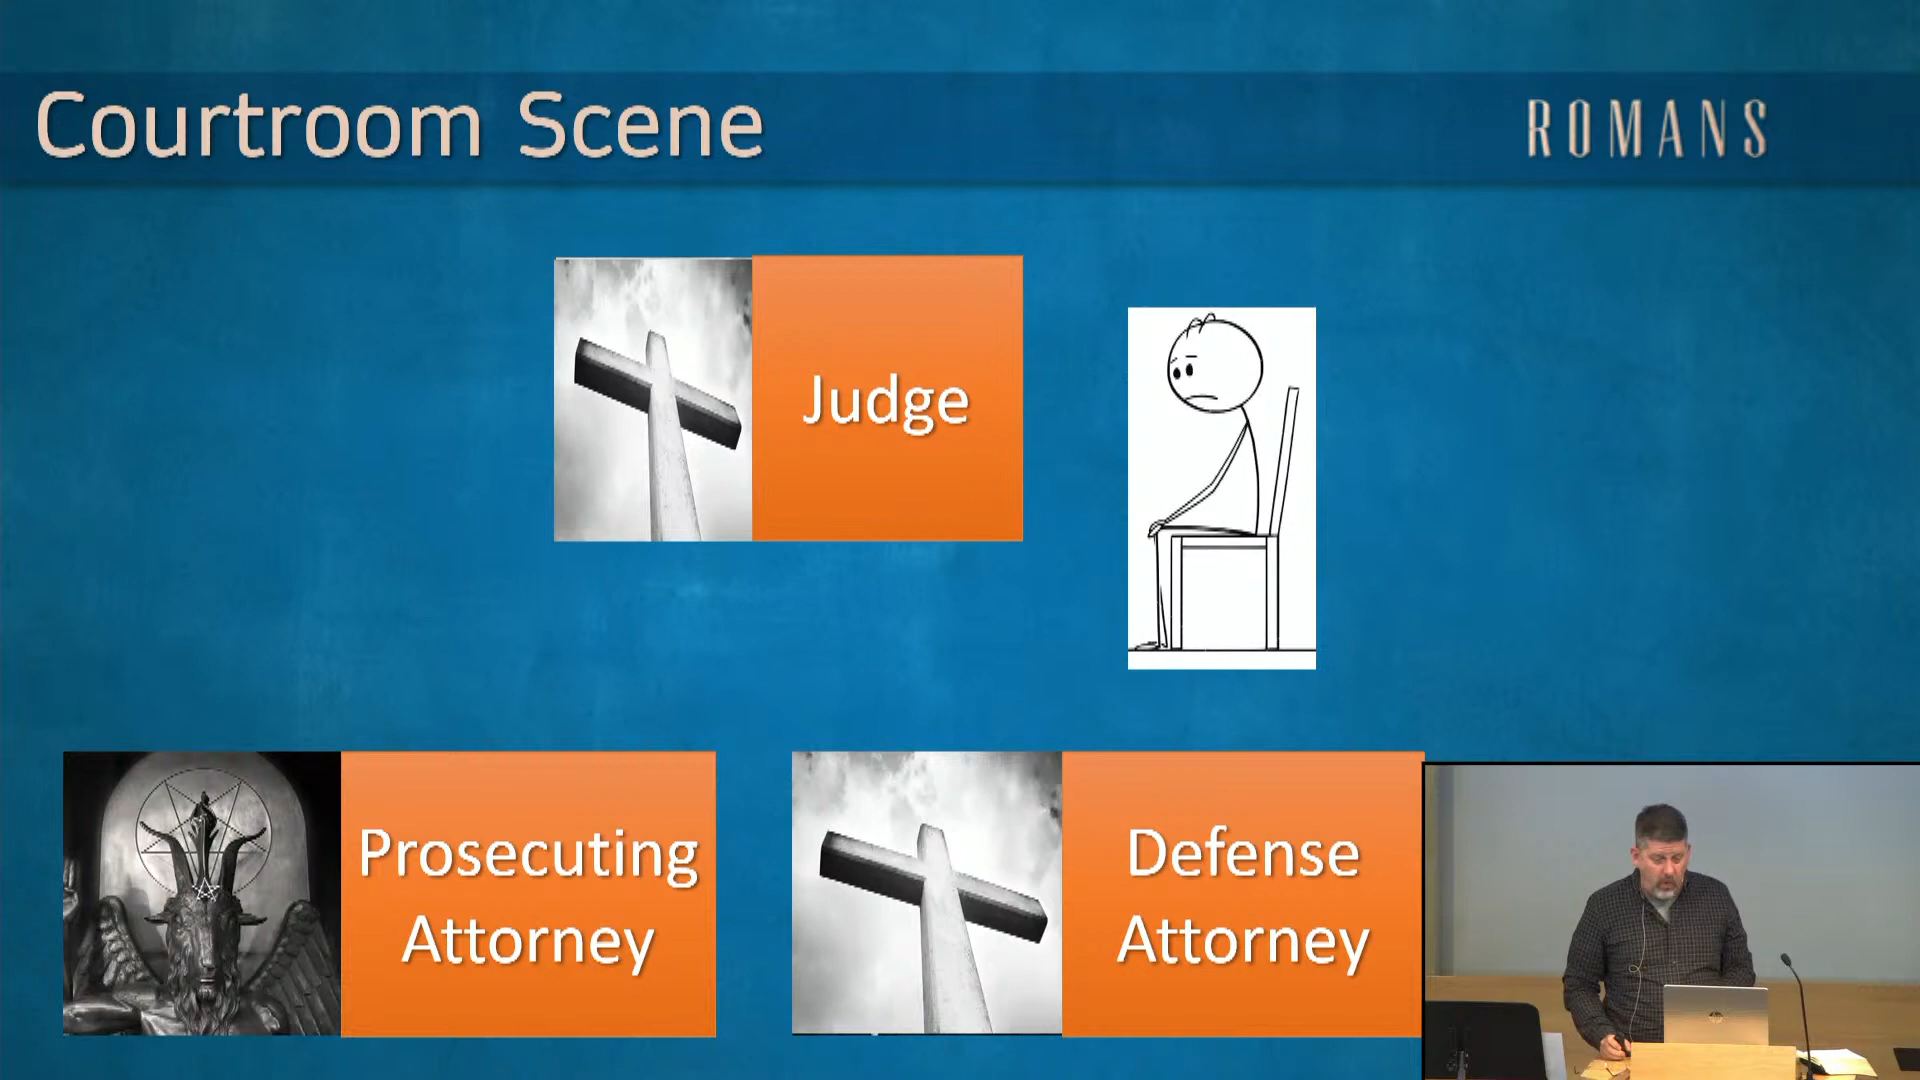 Courtroom Scene
ROMANS
Judge
Prosecuting
Attorney
Defense
Attorney